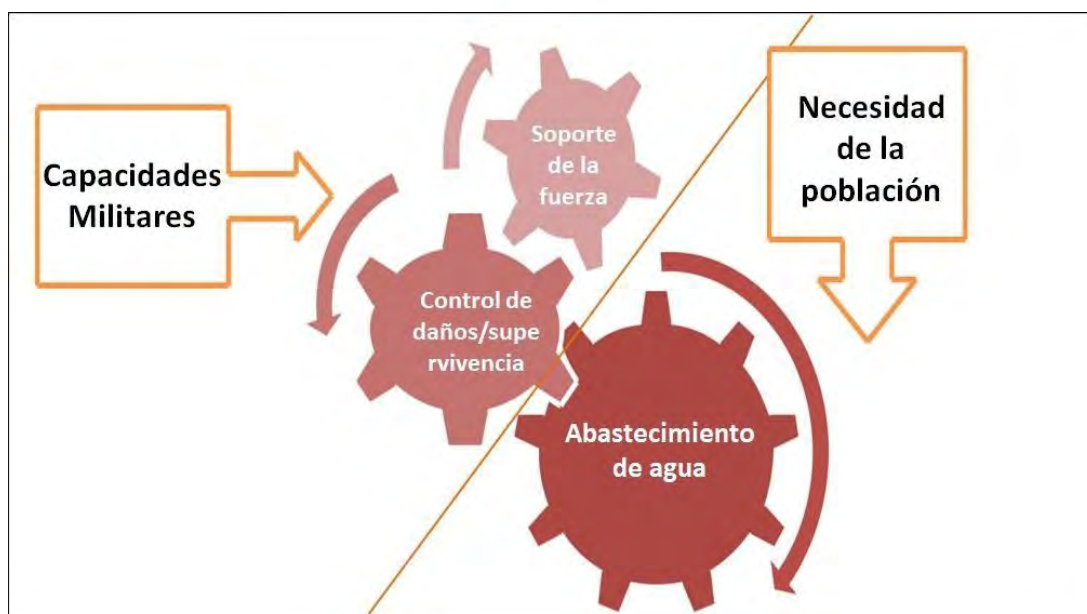 Capacidades
Militares
Soporte
de la
fuerza
Control de
daños/supe
rvivencia
Necesidad
de la
población
Abastecimiento
de agua